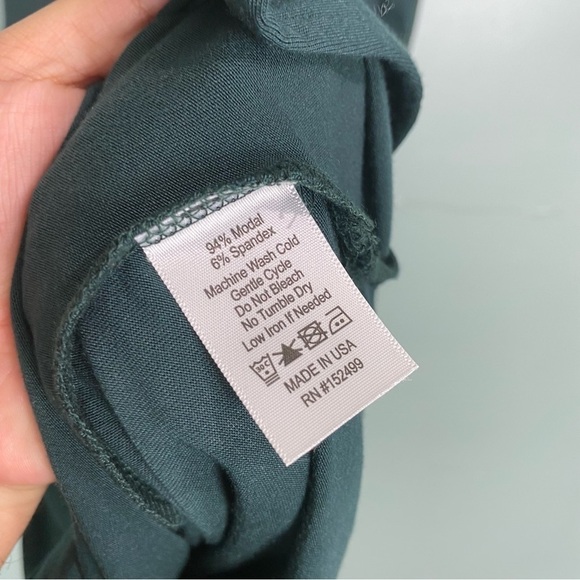 94% Modal
6% Spandex
Machine Wash Cold
Gentle Cycle
Do Not Bleach
No Tumble Dry
Low Iron If Needed
30 C
MADE IN USA
RN #152499